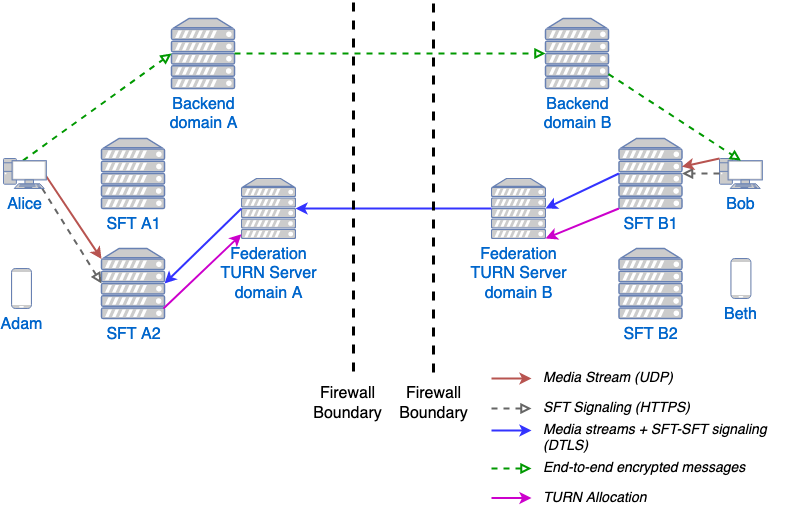 Backend
domain A
Backend
domain B
Alice
SFT A1
SFT B1
Bob
Federation
TURN Server
domain A
Federation
TURN Server
domain B
Adam
SFT A2
SFT B2
Beth
Firewall
Boundary
Firewall
Boundary
Media Stream (UDP)
SFT Signaling (HTTPS)
Media streams + SFT-SFT signaling
(DTLS)
End-to-end encrypted messages
TURN Allocation